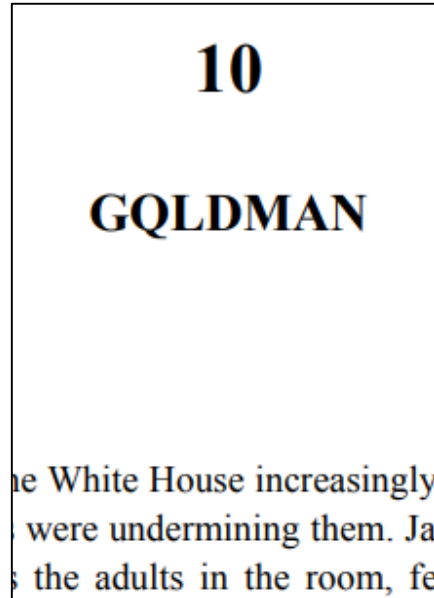 10
GQLDMAN
White House increasingly
were undermining them.
the adults in the room,